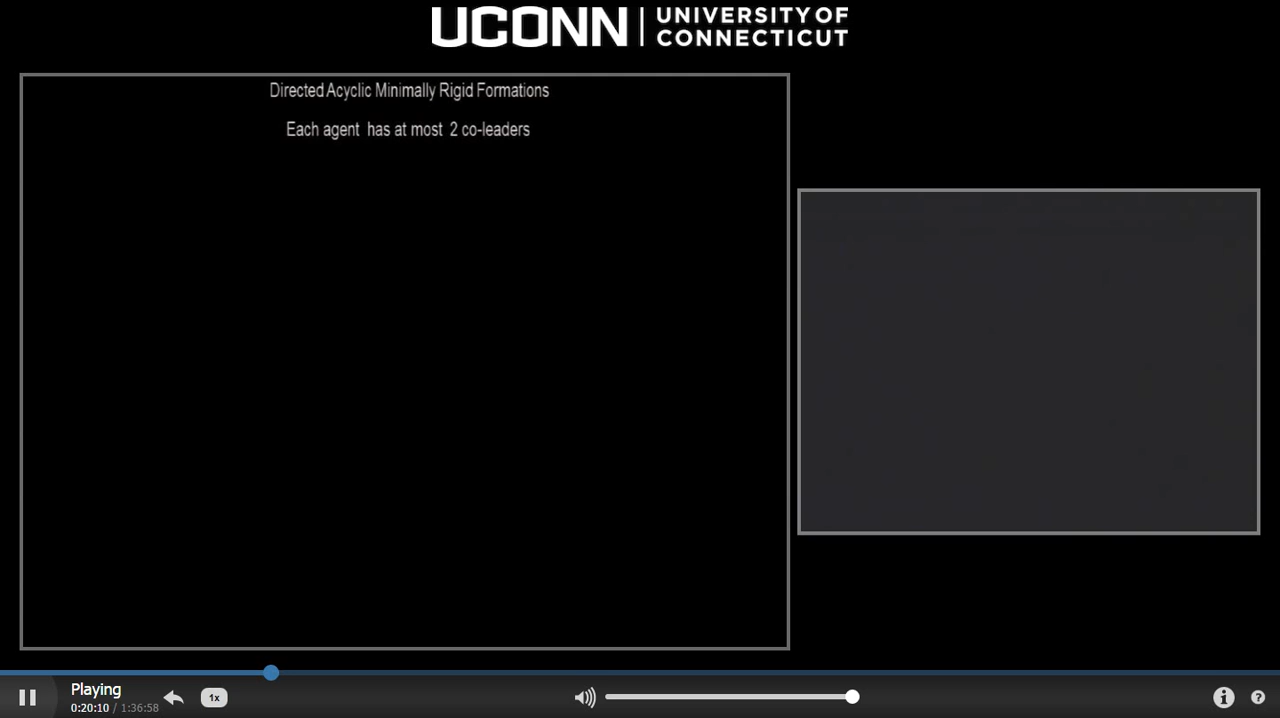 UCONN UNIVERSITY OF
CONNECTICUT
Directed Acyclic Minimally Rigid Formations
Each agent has at most 2 co-leaders
Playing
0:20:10 / 1:36:58
1x
i
?